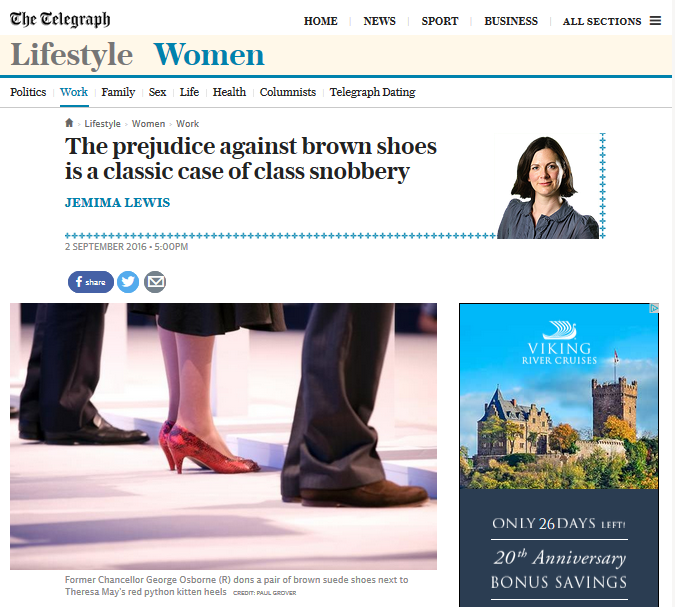 The Telegraph
HOME NEWS SPORT BUSINESS ALL SECTIONS
Lifestyle Women
Politics Work Family Sex Life Health Columnists Telegraph Dating
Lifestyle Women Work
The prejudice against brown shoes
is a classic case of class snobbery
JEMIMA LEWIS
2 SEPTEMBER 2016 • 5:00PM
f share
VIKING
RIVER CRUISES
ONLY 26 DAYS LEFT!
20th Anniversary
BONUS SAVINGS
Former Chancellor George Osborne (R) dons a pair of brown suede shoes next to
Theresa May's red python kitten heels CREDIT: PAUL GROVER